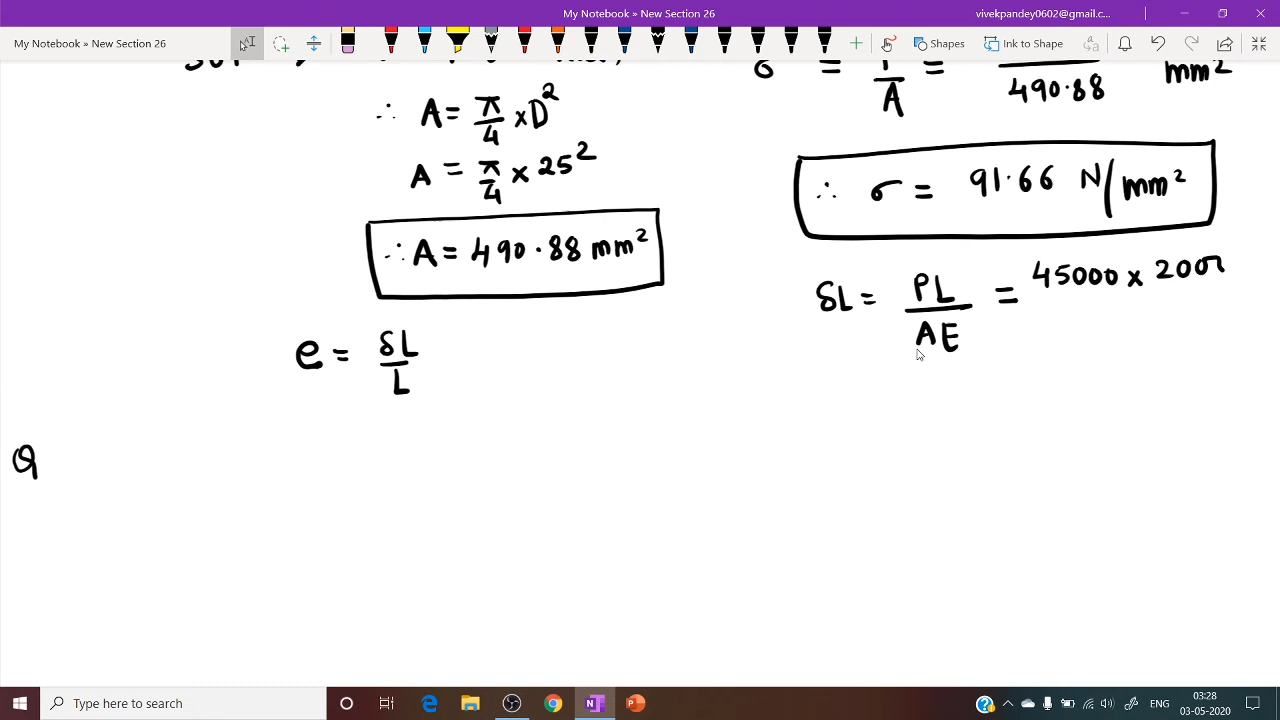 My Notebook » New Section 26
vivekpandey0602@gmail.c...
My Notebook » New Section 26
Shapes
Ink to Shape
∴ A = π/4 × D²
A = π/4 × 25²
∴ A = 490.88 mm²
e = δL/L
σ = P/A = 490.88 mm²
∴ σ = 91.66 N/mm²
δL = PL/AE = 45000 × 200
Q
Type here to search
ENG
03:28
03-05-2020